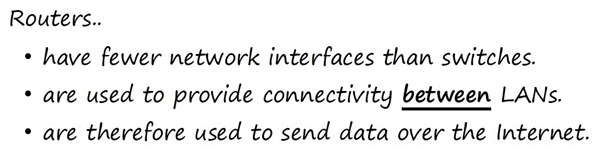 Routers..
• have fewer network interfaces than switches.
• are used to provide connectivity between LANs.
• are therefore used to send data over the Internet.